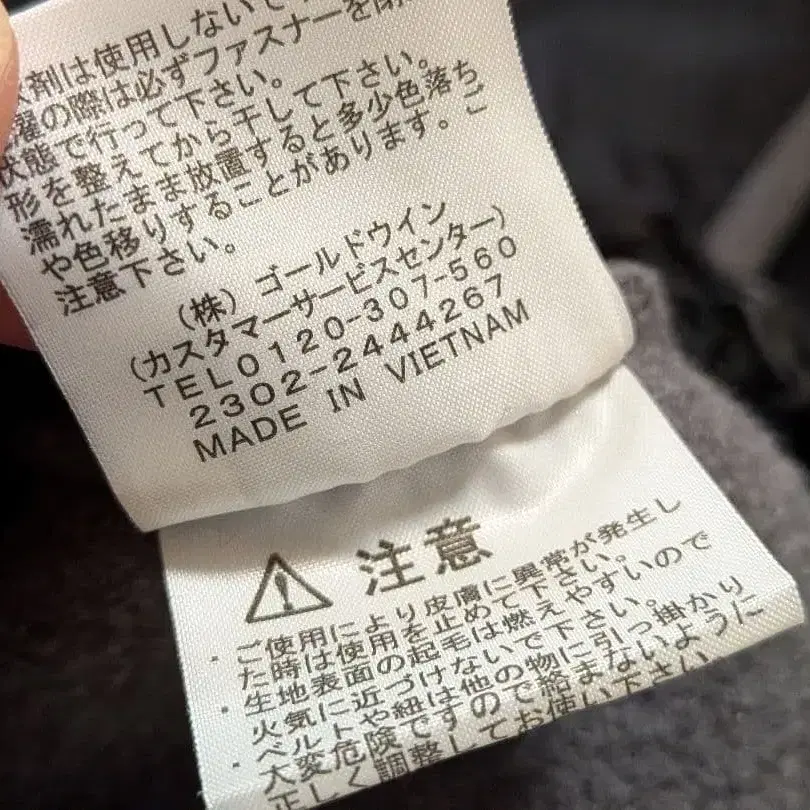 剤は使用しないで
濯の際は必ずファスナーを閉
状態で行って下さい。
形を整えてから干して下さい。
濡れたまま放置すると多少色落ち
や色移りすることがあります。ご
注意下さい。
(株) ゴールドウイン
(カスタマーサービスセンター)
TEL0120-307-560
2302-2444267
MADE IN VIETNAM
注意
・ご使用により皮膚に異常が発生し
た時は使用を止めて下さい。
・生地表面の起毛は燃えやすいので
火気に近づけないで下さい。
・ベルトや紐は他の物に引っ掛かり
大変危険ですので絡まないように
正しく調整してお使い下さい。